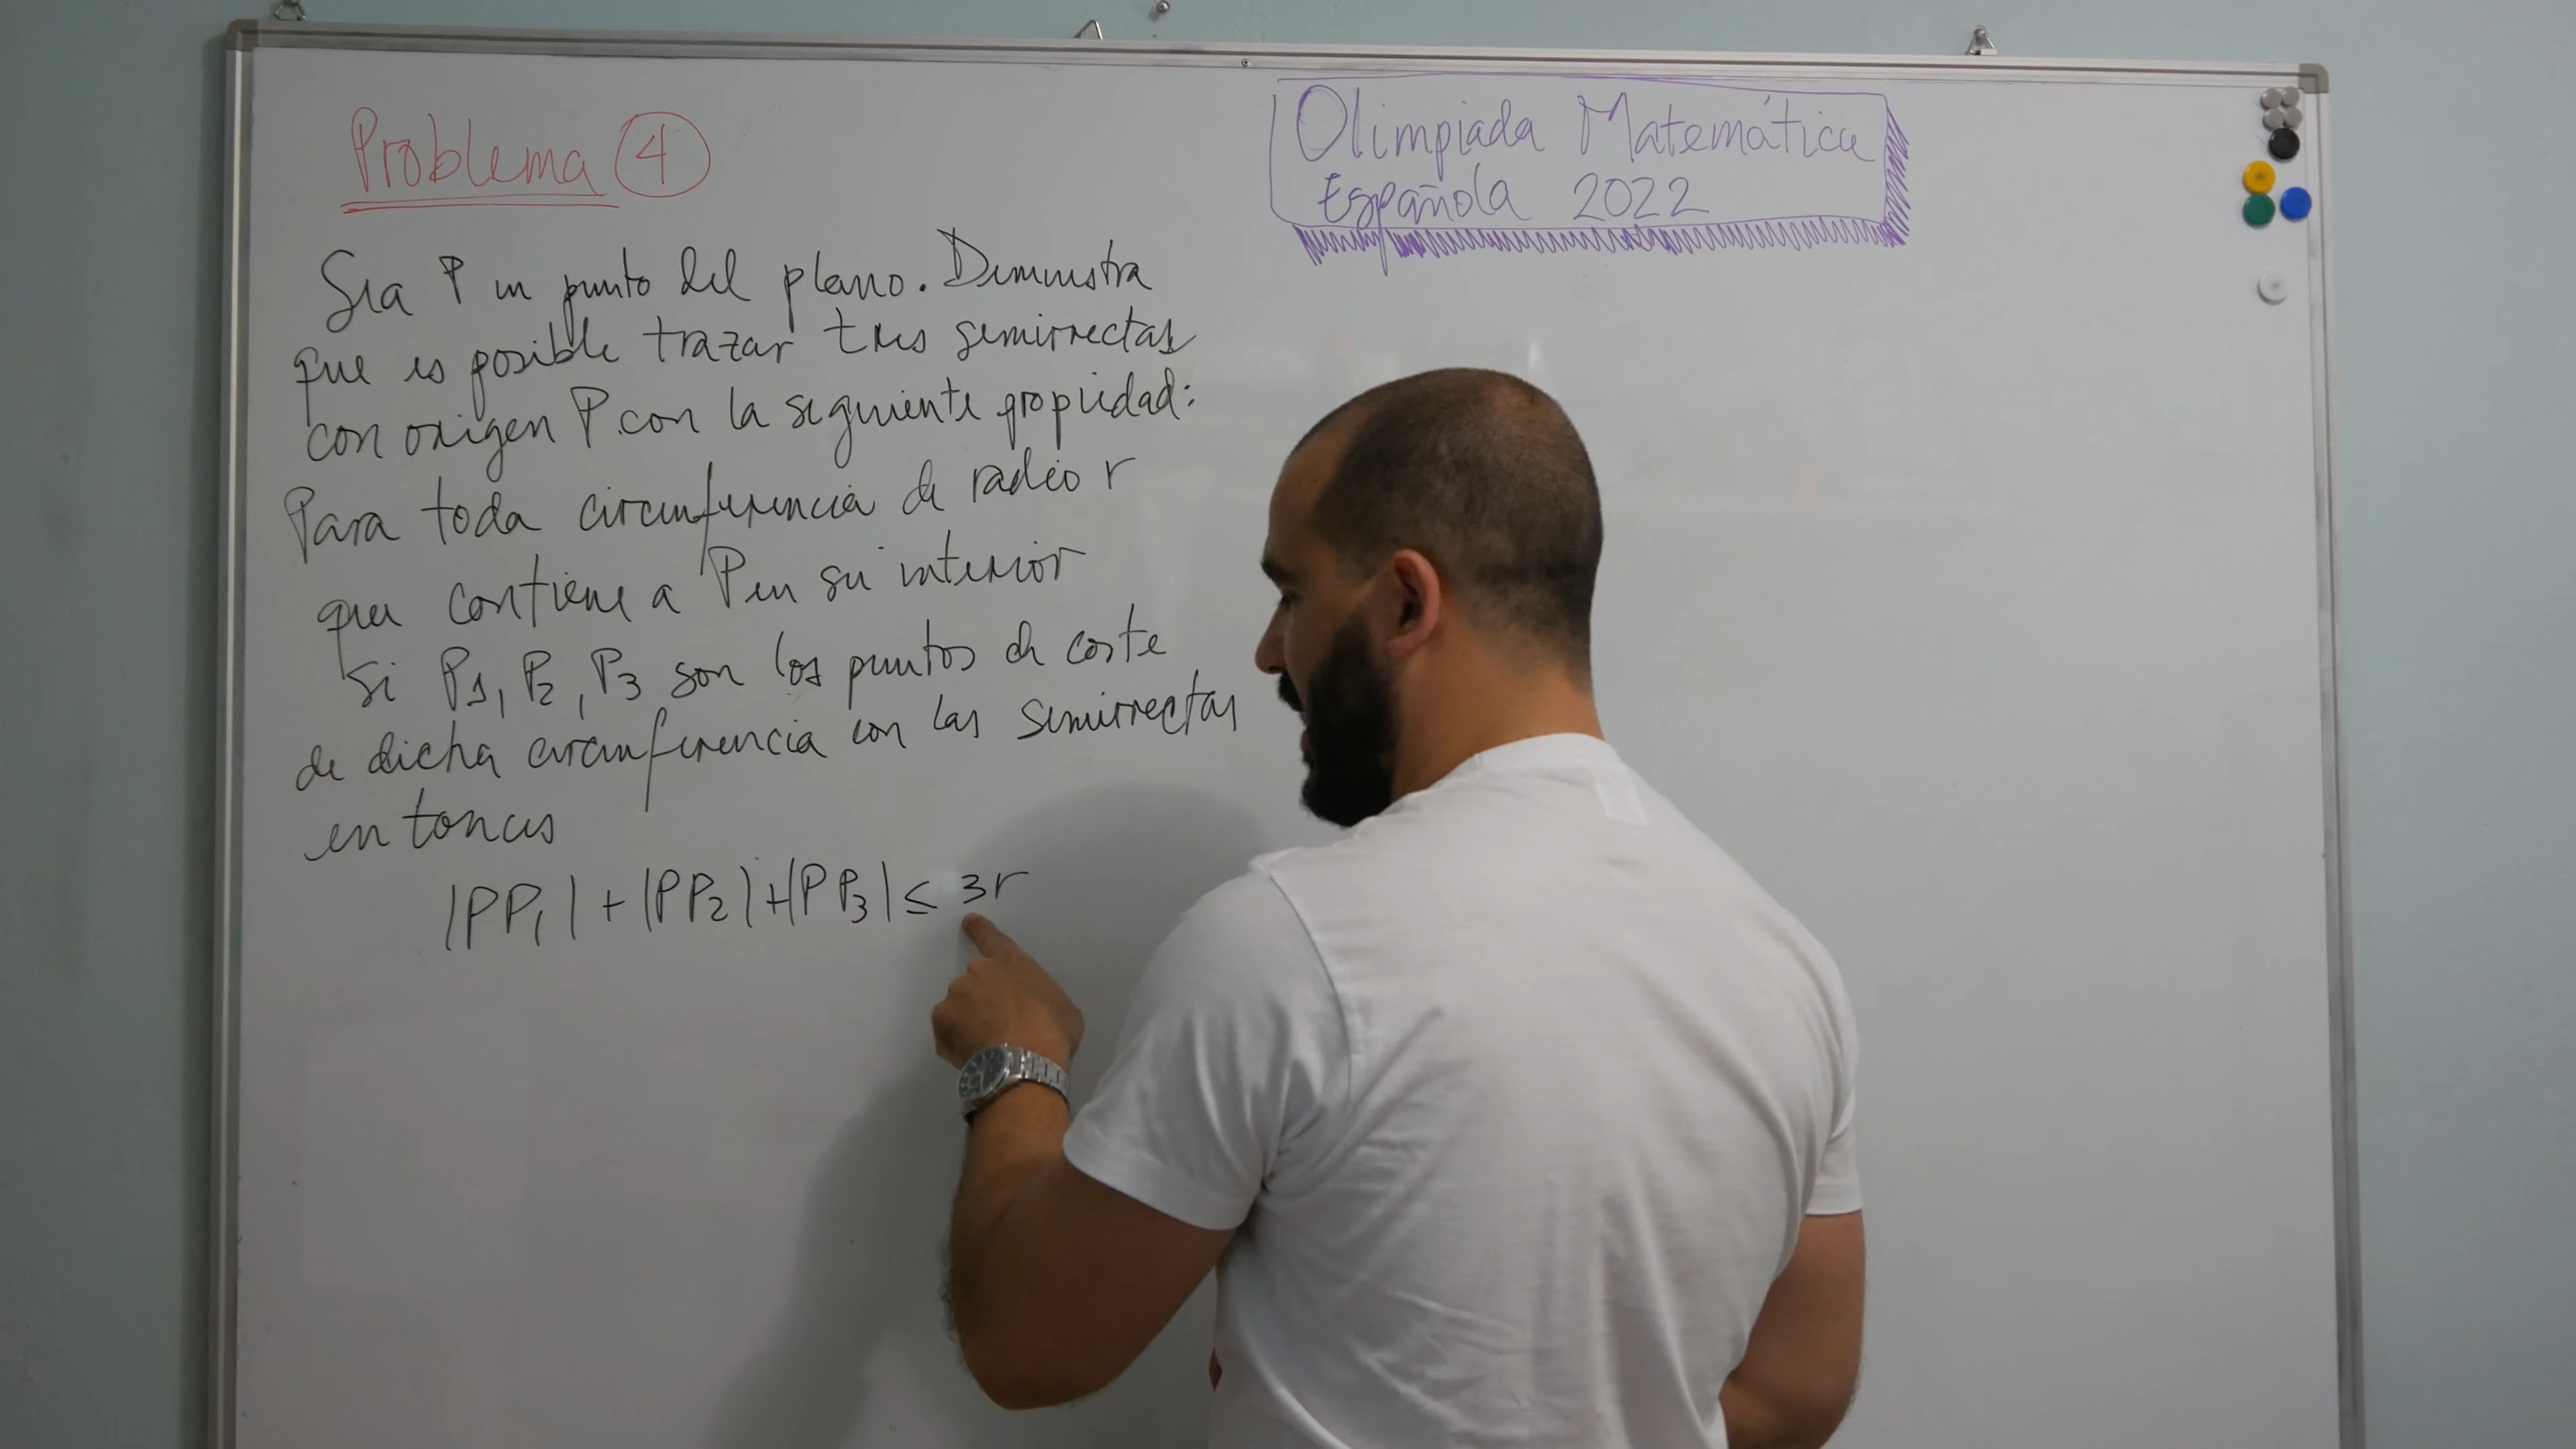 Problema 4
Olimpiada Matemática
Española 2022
Sea P un punto del plano. Demuestra
que es posible trazar tres semirrectas
con origen P con la siguiente propiedad:
Para toda circunferencia de radio r
que contiene a P en su interior
si P1, P2, P3 son los puntos de corte
de dicha circunferencia con las semirrectas
entonces
|PP1| + |PP2| + |PP3| ≤ 3r